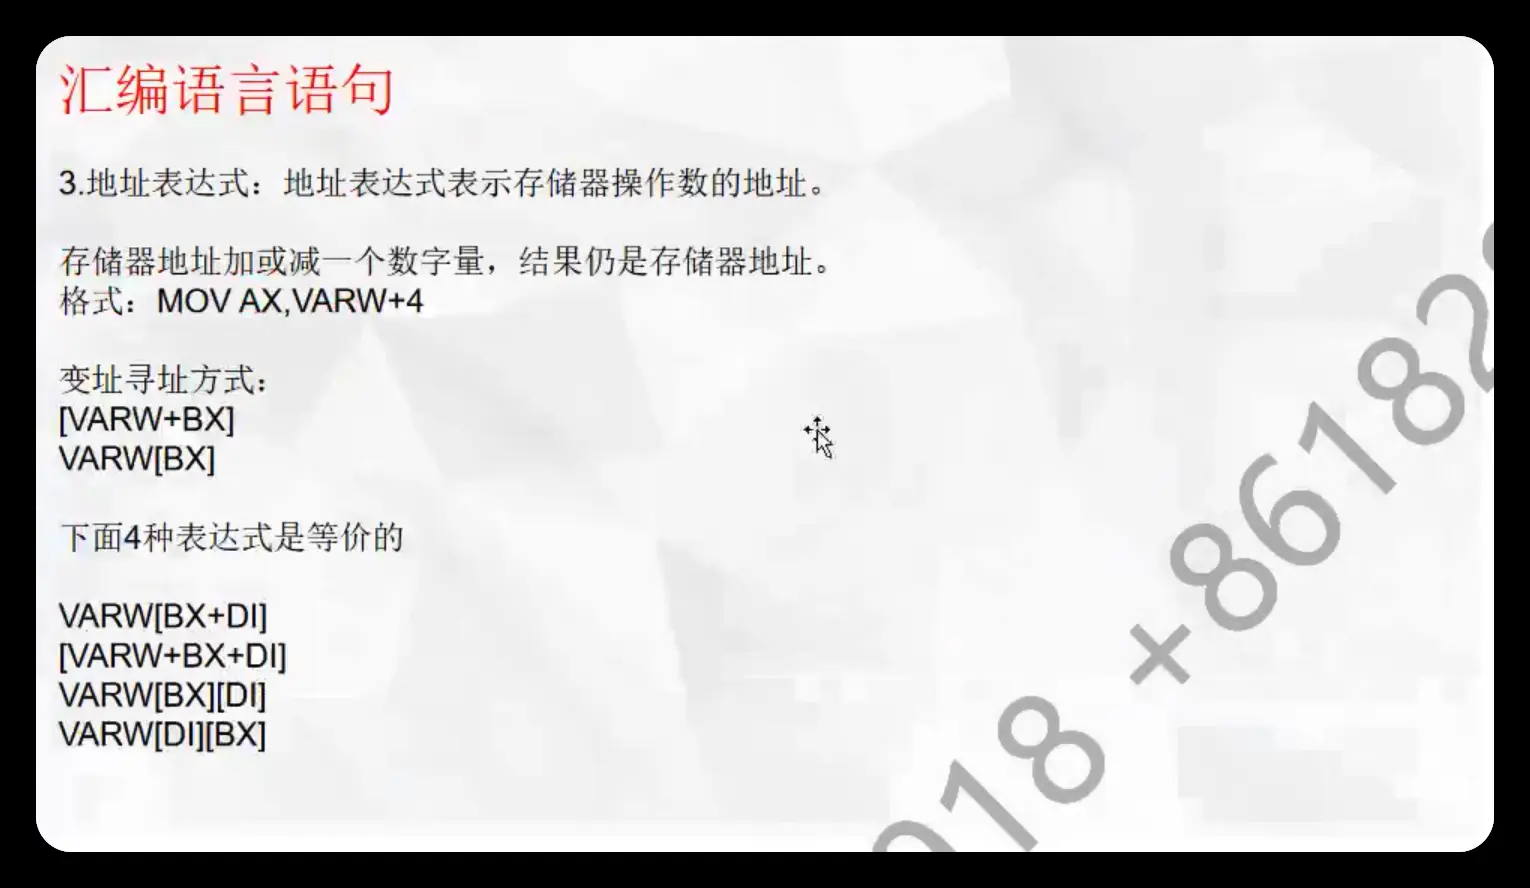 汇编语言语句
3.地址表达式：地址表达式表示存储器操作数的地址。
存储器地址加或减一个数字量，结果仍是存储器地址。
格式：MOV AX,VARW+4
变址寻址方式：
[VARW+BX]
VARW[BX]
下面4种表达式是等价的
VARW[BX+DI]
[VARW+BX+DI]
VARW[BX][DI]
VARW[DI][BX]
018 +86182